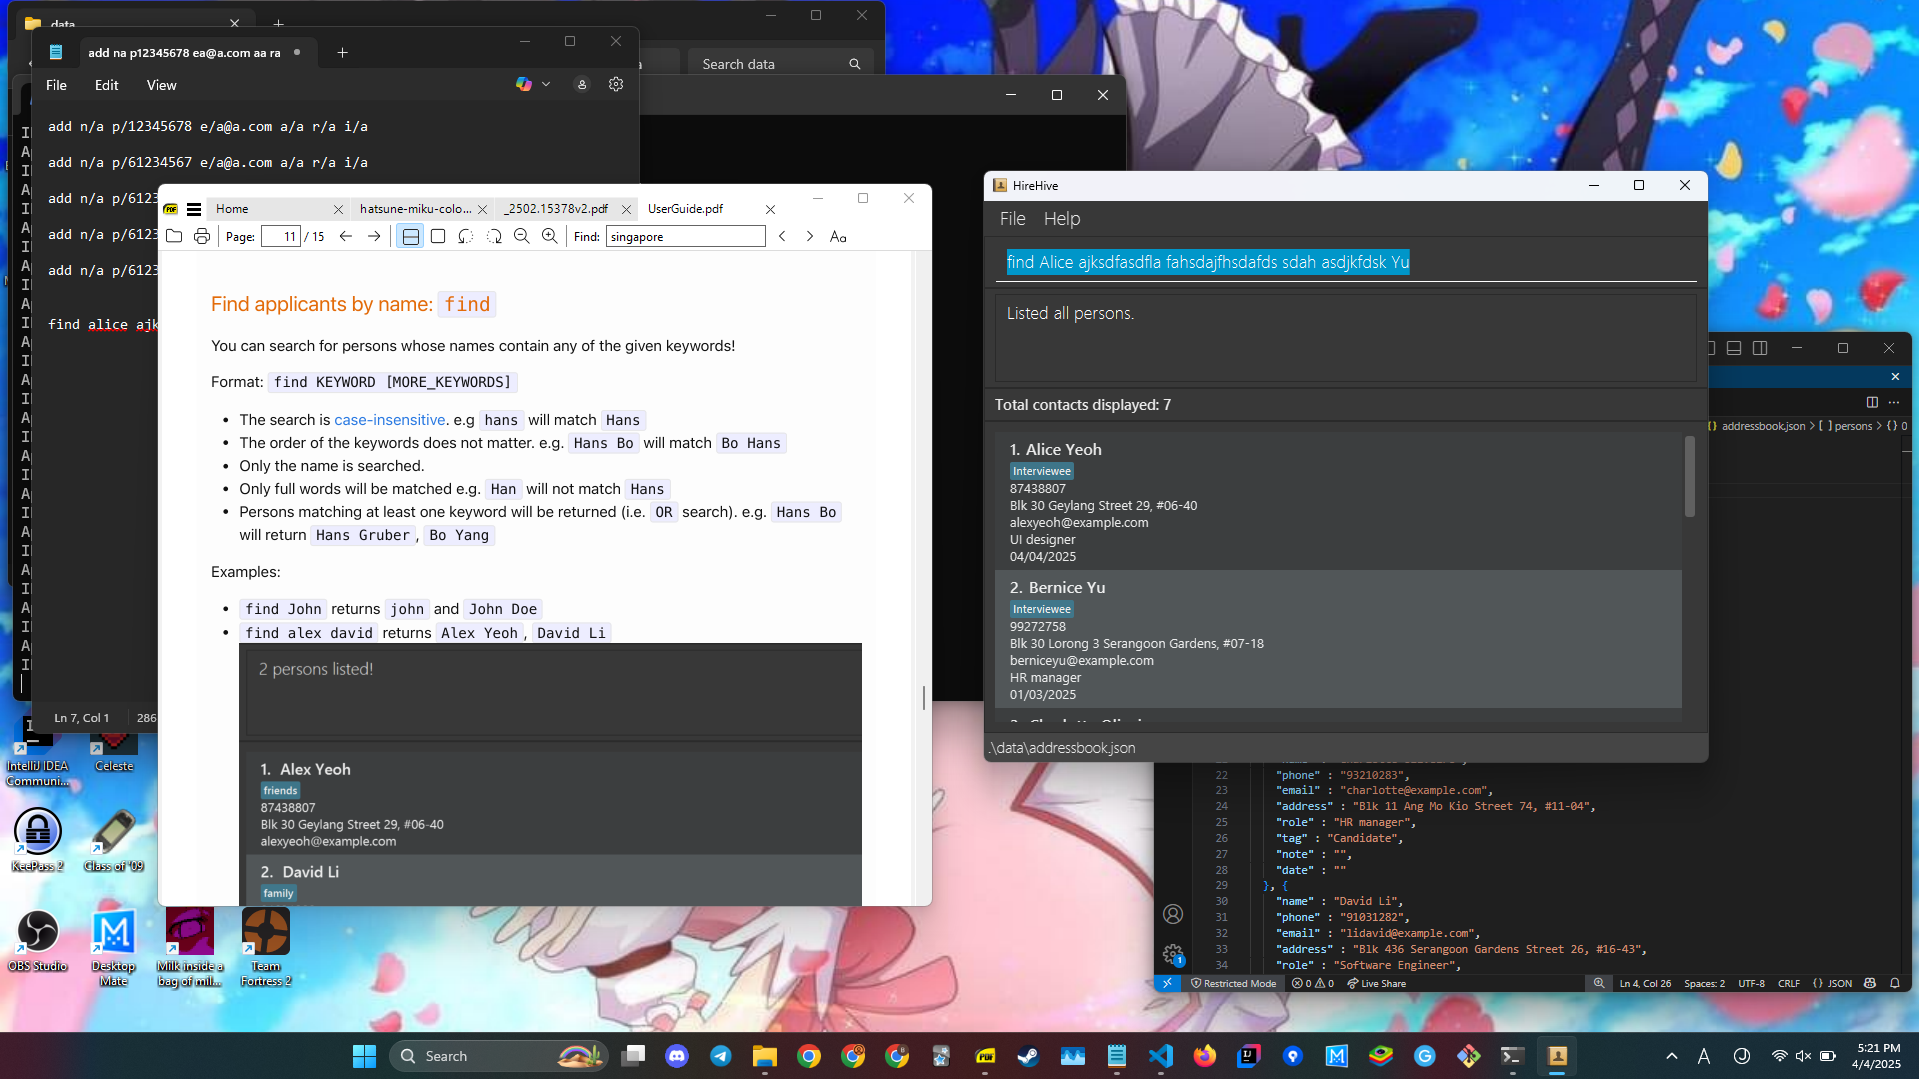 data
Search data
add na p12345678 ea@a.com aa ra
File Edit View
add n/a p/12345678 e/a@a.com a/a r/a i/a
add n/a p/61234567 e/a@a.com a/a r/a i/a
add n/a p/6123
add n/a p/6123
add n/a p/6123
find alice ajk
Ln 7, Col 1
286
Home
hatsune-miku-colo...
_2502.15378v2.pdf
UserGuide.pdf
Page: 11 / 15
Find: singapore
Find applicants by name: find
You can search for persons whose names contain any of the given keywords!
Format: find KEYWORD [MORE_KEYWORDS]
• The search is case-insensitive. e.g hans will match Hans
• The order of the keywords does not matter. e.g. Hans Bo will match Bo Hans
• Only the name is searched.
• Only full words will be matched e.g. Han will not match Hans
• Persons matching at least one keyword will be returned (i.e. OR search). e.g. Hans Bo
will return Hans Gruber, Bo Yang
Examples:
• find John returns john and John Doe
• find alex david returns Alex Yeoh, David Li
2 persons listed!
1. Alex Yeoh
friends
87438807
Blk 30 Geylang Street 29, #06-40
alexyeoh@example.com
2. David Li
family
HireHive
File Help
find Alice ajksdfasdfla fahsdajfhsdafds sdah asdjkfdsk Yu
Listed all persons.
Total contacts displayed: 7
1. Alice Yeoh
Interviewee
87438807
Blk 30 Geylang Street 29, #06-40
alexyeoh@example.com
UI designer
04/04/2025
2. Bernice Yu
Interviewee
99272758
Blk 30 Lorong 3 Serangoon Gardens, #07-18
berniceyu@example.com
HR manager
01/03/2025
.\data\addressbook.json
addressbook.json > [ ] persons > {} 0
22 "phone" : "93210283",
23 "email" : "charlotte@example.com",
24 "address" : "Blk 11 Ang Mo Kio Street 74, #11-04",
25 "role" : "HR manager",
26 "tag" : "Candidate",
27 "note" : "",
28 "date" : ""
29 }, {
30 "name" : "David Li",
31 "phone" : "91031282",
32 "email" : "lidavid@example.com",
33 "address" : "Blk 436 Serangoon Gardens Street 26, #16-43",
34 "role" : "Software Engineer",
Restricted Mode 0 0 Live Share
Ln 4, Col 26 Spaces: 2 UTF-8 CRLF {} JSON
IntelliJ IDEA
Communi...
Celeste
KeePass 2
Class of '09
OBS Studio
Desktop
Mate
Milk inside a
bag of mil...
Team
Fortress 2
Search
5:21 PM
4/4/2025